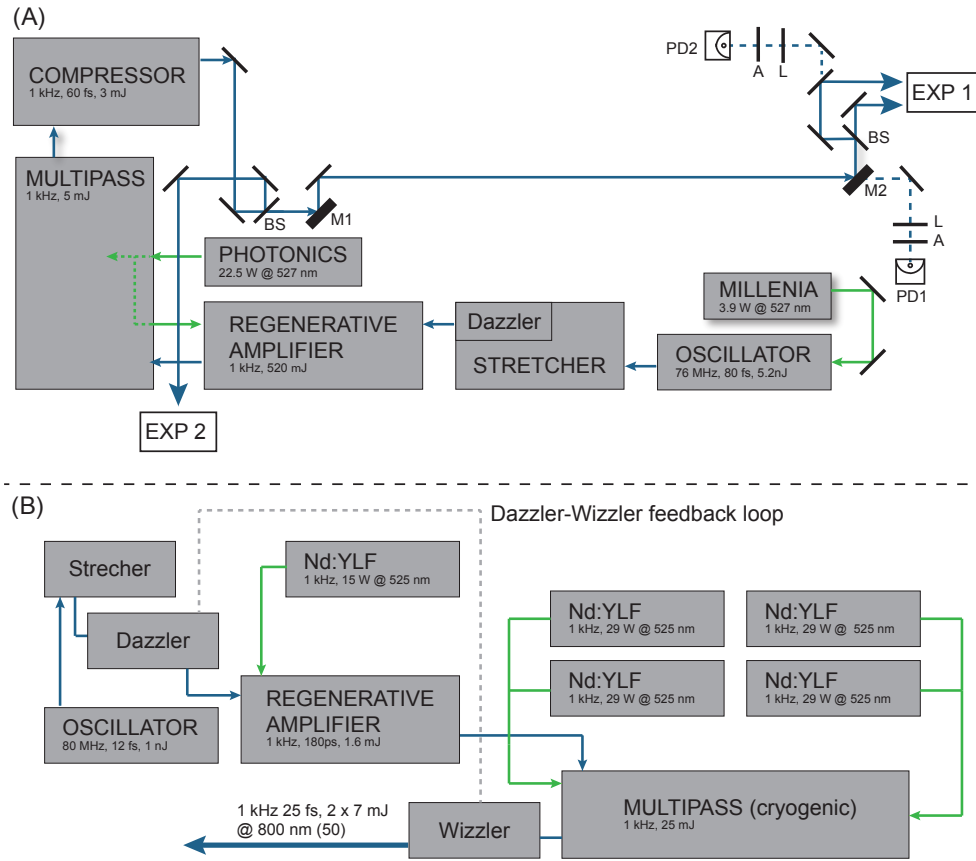 (A)
COMPRESSOR
1 kHz, 60 fs, 3 mJ
PD2
A
L
EXP 1
BS
MULTIPASS
1 kHz, 5 mJ
M2
BS
M1
L
A
PD1
PHOTONICS
22.5 W @ 527 nm
MILLENIA
3.9 W @ 527 nm
REGENERATIVE
AMPLIFIER
1 kHz, 520 mJ
Dazzler
STRETCHER
OSCILLATOR
76 MHz, 80 fs, 5.2nJ
EXP 2
(B)
Dazzler-Wizzler feedback loop
Strecher
Nd:YLF
1 kHz, 15 W @ 525 nm
Dazzler
Nd:YLF
1 kHz, 29 W @ 525 nm
Nd:YLF
1 kHz, 29 W @ 525 nm
Nd:YLF
1 kHz, 29 W @ 525 nm
Nd:YLF
1 kHz, 29 W @ 525 nm
OSCILLATOR
80 MHz, 12 fs, 1 nJ
REGENERATIVE
AMPLIFIER
1 kHz, 180ps, 1.6 mJ
MULTIPASS (cryogenic)
1 kHz, 25 mJ
1 kHz 25 fs, 2 x 7 mJ
@ 800 nm (50)
Wizzler